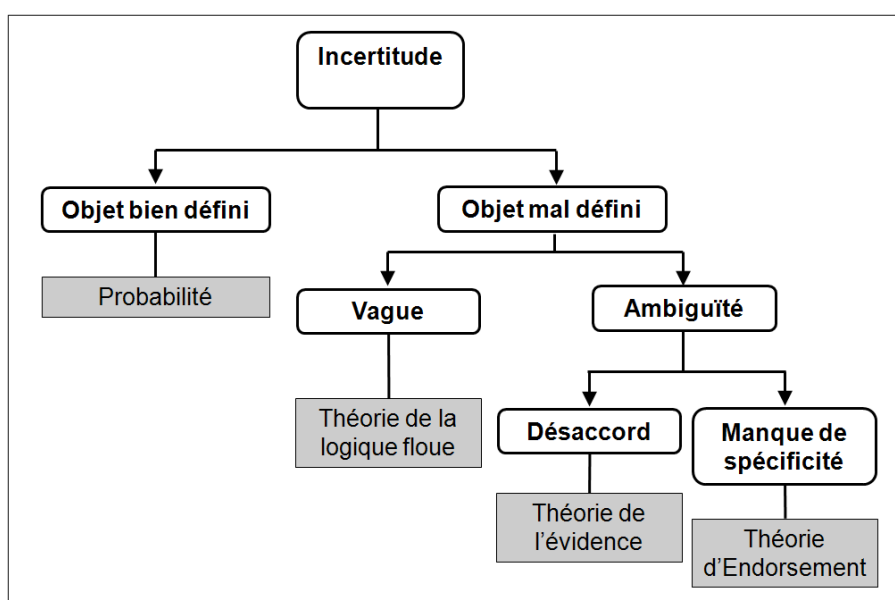 Incertitude
Objet bien défini
Objet mal défini
Probabilité
Vague
Ambiguïté
Théorie de la
logique floue
Désaccord
Manque de
spécificité
Théorie de
l’évidence
Théorie
d’Endorsement